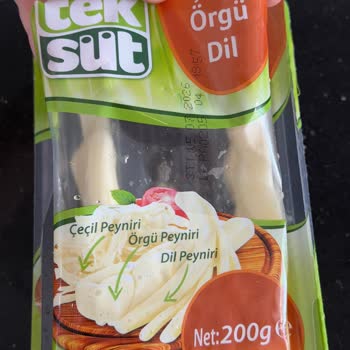 tek
süt
Örgü
Dil
Çeçil Peyniri
Örgü Peyniri
Dil Peyniri
Net:200g e